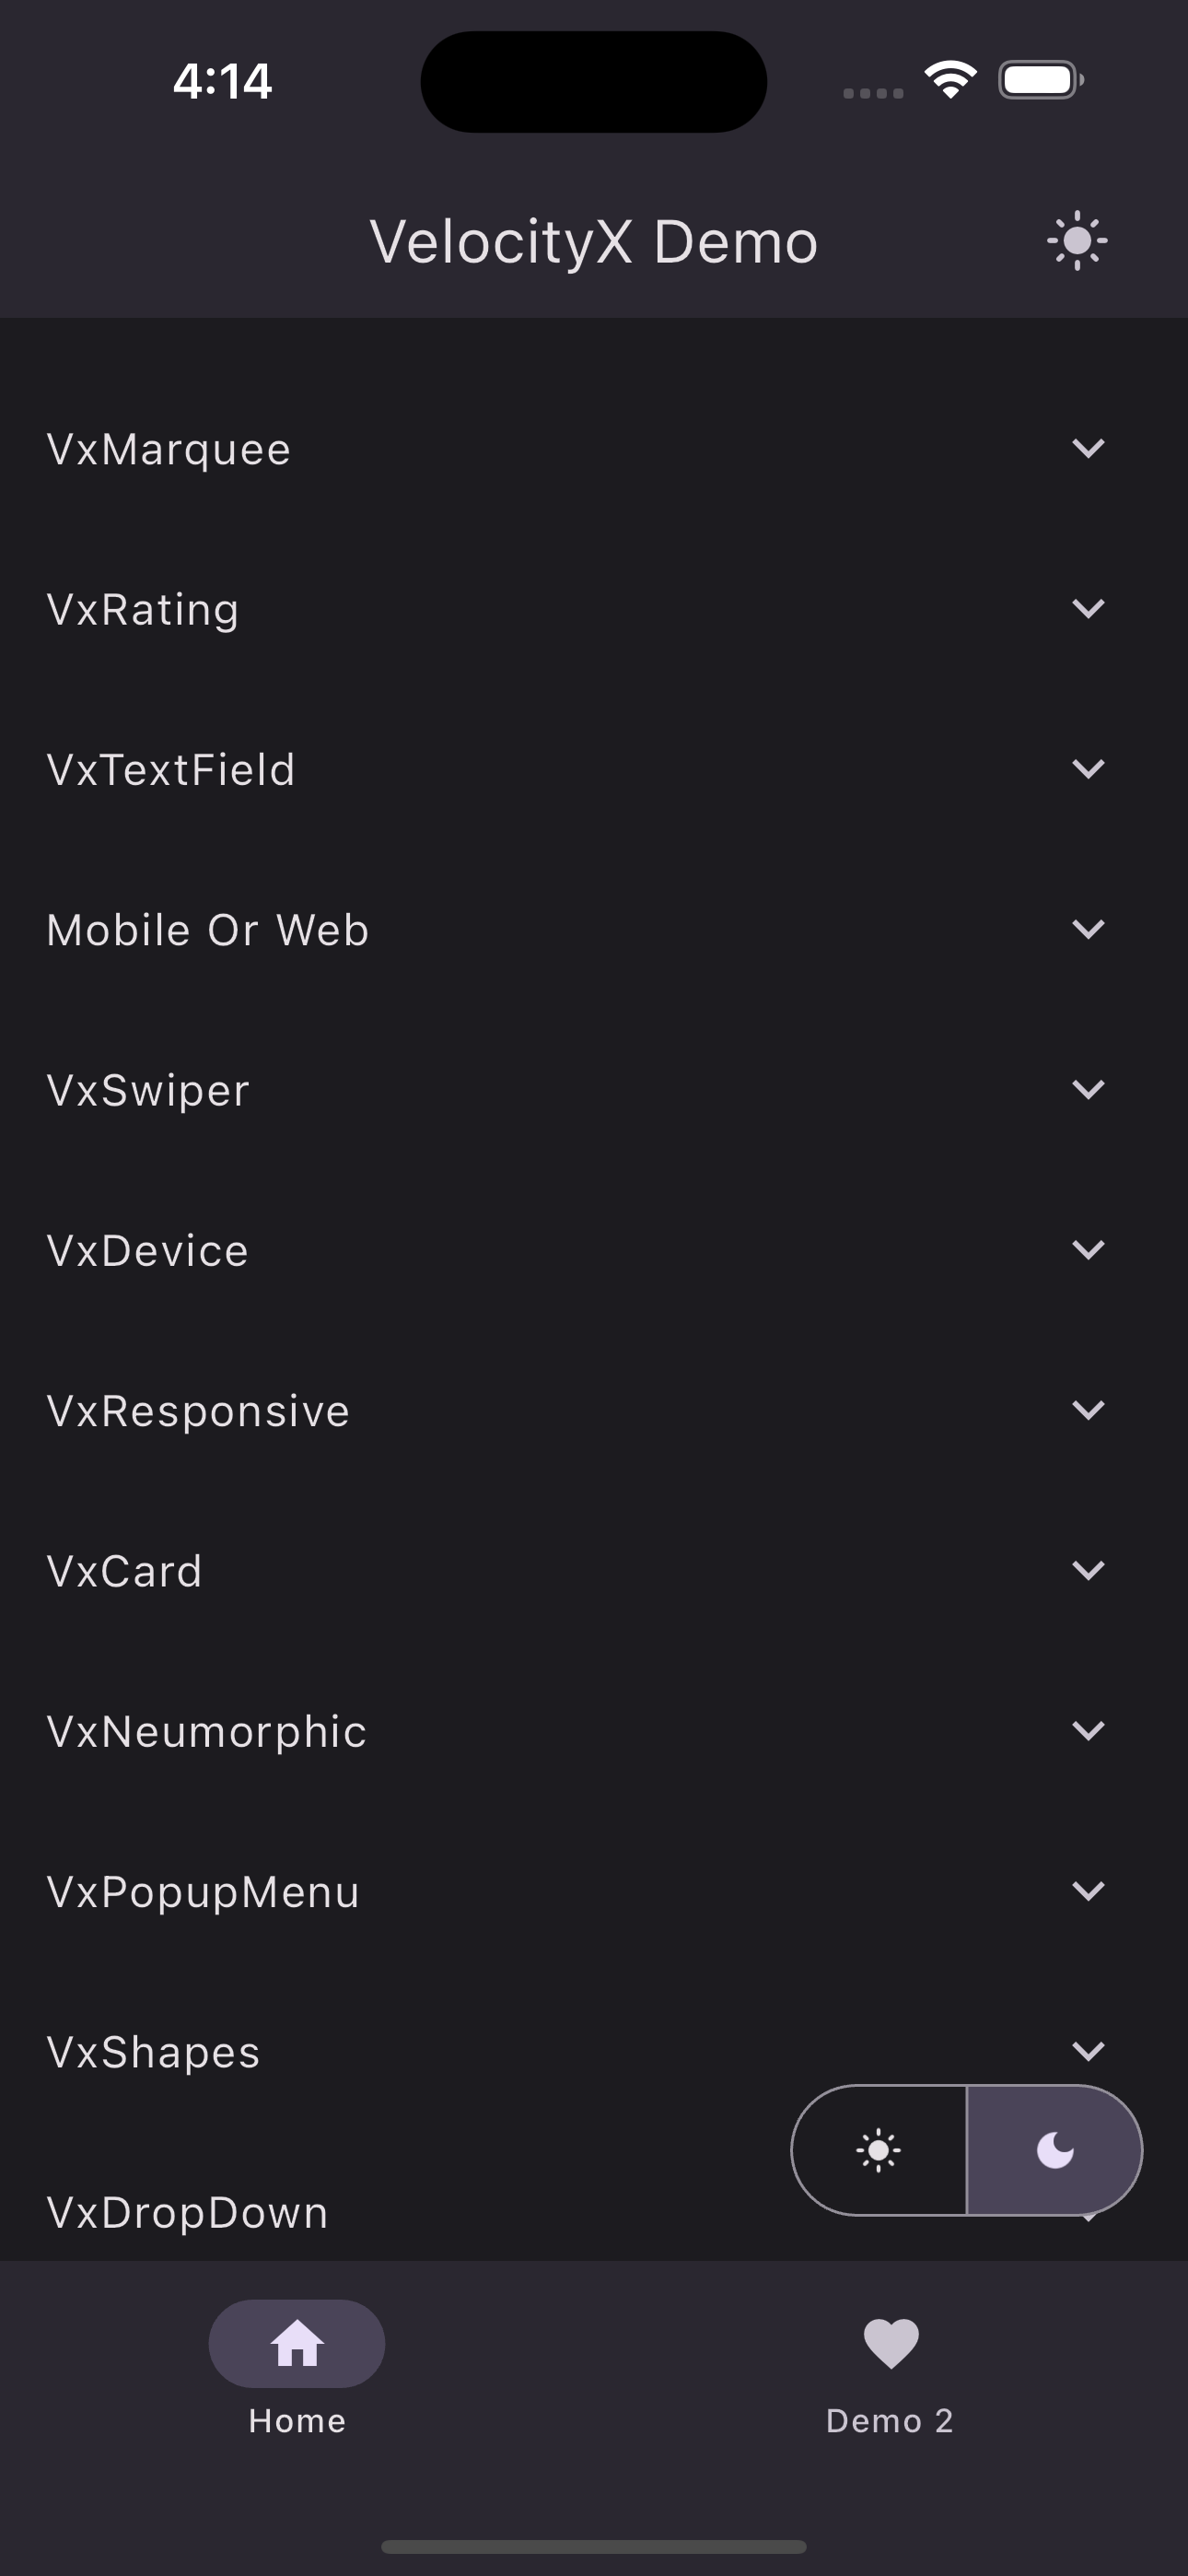 4:14
VelocityX Demo
VxMarquee
VxRating
VxTextField
Mobile Or Web
VxSwiper
VxDevice
VxResponsive
VxCard
VxNeumorphic
VxPopupMenu
VxShapes
VxDropDown
Home
Demo 2